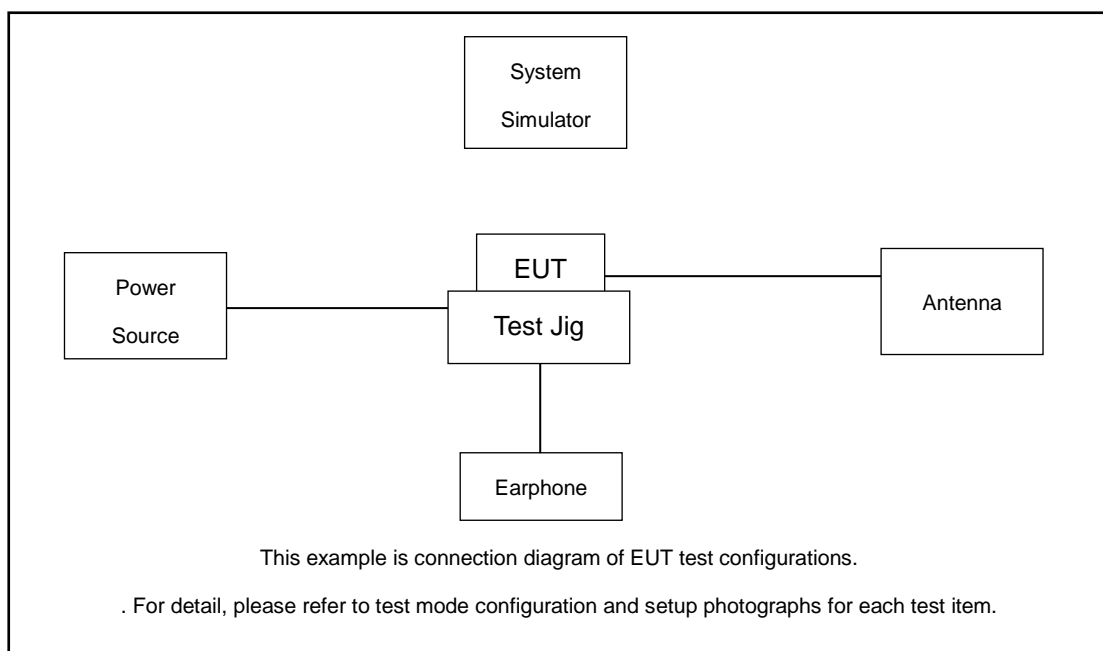 System
Simulator
EUT
Power
Source
Test Jig
Antenna
Earphone
This example is connection diagram of EUT test configurations.
. For detail, please refer to test mode configuration and setup photographs for each test item.